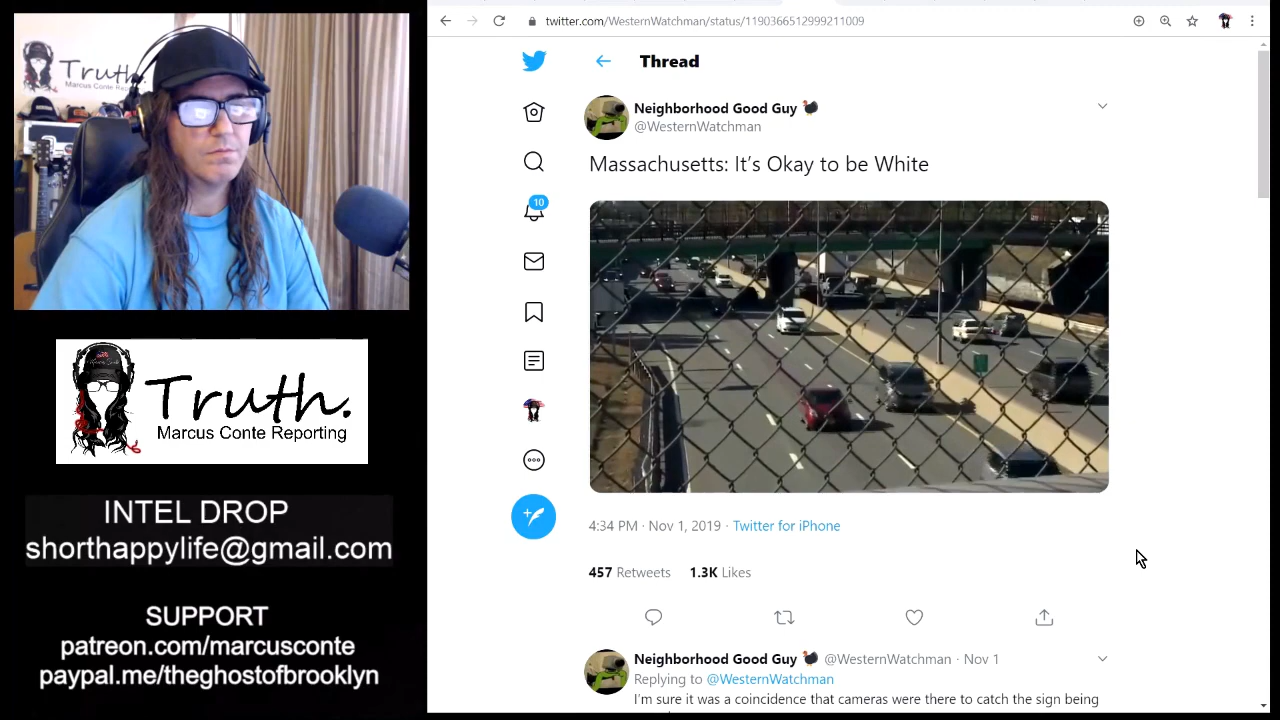 Truth.
Marcus Conte Reporting
Truth.
Marcus Conte Reporting
INTEL DROP
shorthappylife@gmail.com
SUPPORT
patreon.com/marcusconte
paypal.me/theghostofbrooklyn
twitter.com/WesternWatchman/status/1190366512999211009
Thread
Neighborhood Good Guy
@WesternWatchman
Massachusetts: It’s Okay to be White
4:34 PM · Nov 1, 2019 · Twitter for iPhone
457 Retweets 1.3K Likes
10
Neighborhood Good Guy @WesternWatchman · Nov 1
Replying to @WesternWatchman
I’m sure it was a coincidence that cameras were there to catch the sign being